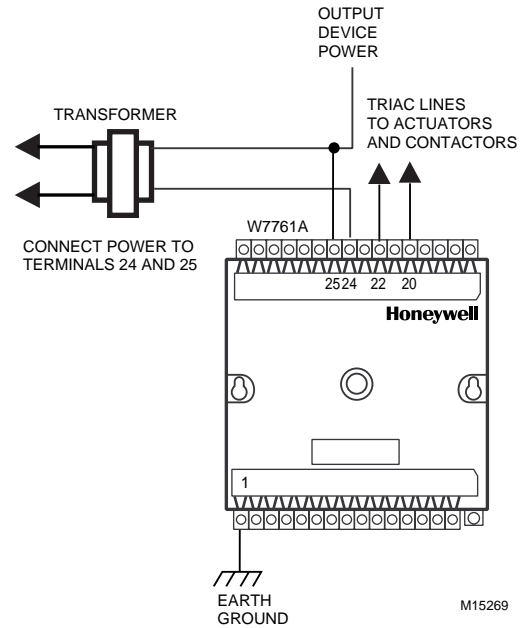 OUTPUT
DEVICE
POWER
TRANSFORMER
TRIAC LINES
TO ACTUATORS
AND CONTACTORS
CONNECT POWER TO
TERMINALS 24 AND 25
W7761A
25 24 22 20
Honeywell
1
EARTH
GROUND
M15269